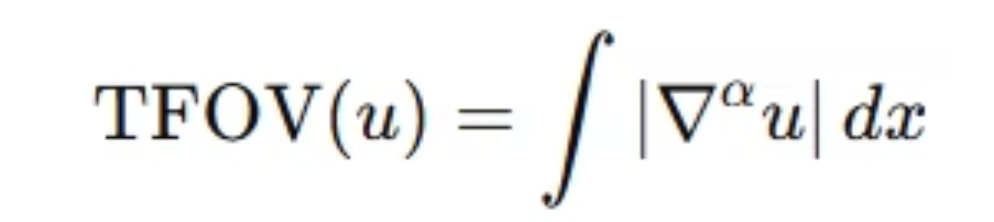 TFOV(u) = ∫ |∇^α u| dx